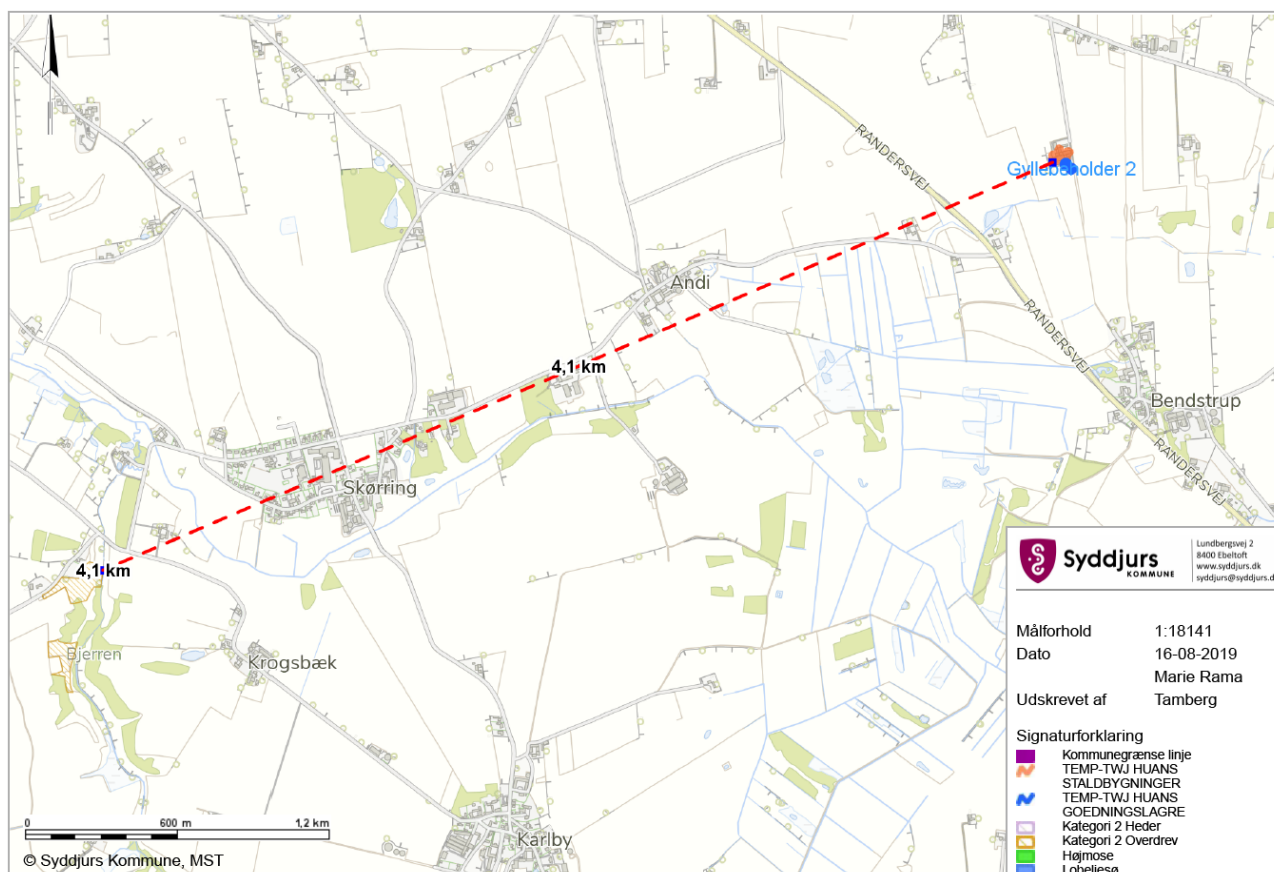 RANDERSVEJ
Gyllebeholder 2
Andi
RANDERSVEJ
4,1 km
Bendstrup
RANDERSVEJ
Skørring
4,1 km
Bjerren
Krogsbæk
Karlby
0 600 m 1,2 km
© Syddjurs Kommune, MST
Syddjurs
KOMMUNE
Lundbergsvej 2
8400 Ebeltoft
www.syddjurs.dk
syddjurs@syddjurs.d
Målforhold 1:18141
Dato 16-08-2019
Marie Rama
Udskrevet af Tamberg
Signaturforklaring
Kommunegrænse linje
TEMP-TWJ HUANS
STALDBYGNINGER
TEMP-TWJ HUANS
GOEDNINGSLAGRE
Kategori 2 Heder
Kategori 2 Overdrev
Højmose
Lobeliesø